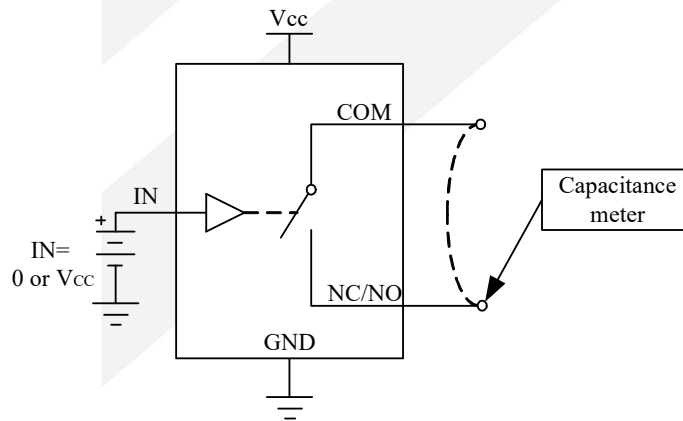 Vcc
COM
IN
+
IN=
0 or VCC
Capacitance
meter
NC/NO
GND